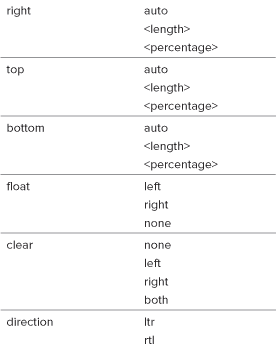 right auto
<length>
<percentage>
top auto
<length>
<percentage>
bottom auto
<length>
<percentage>
float left
right
none
clear none
left
right
both
direction ltr
rtl